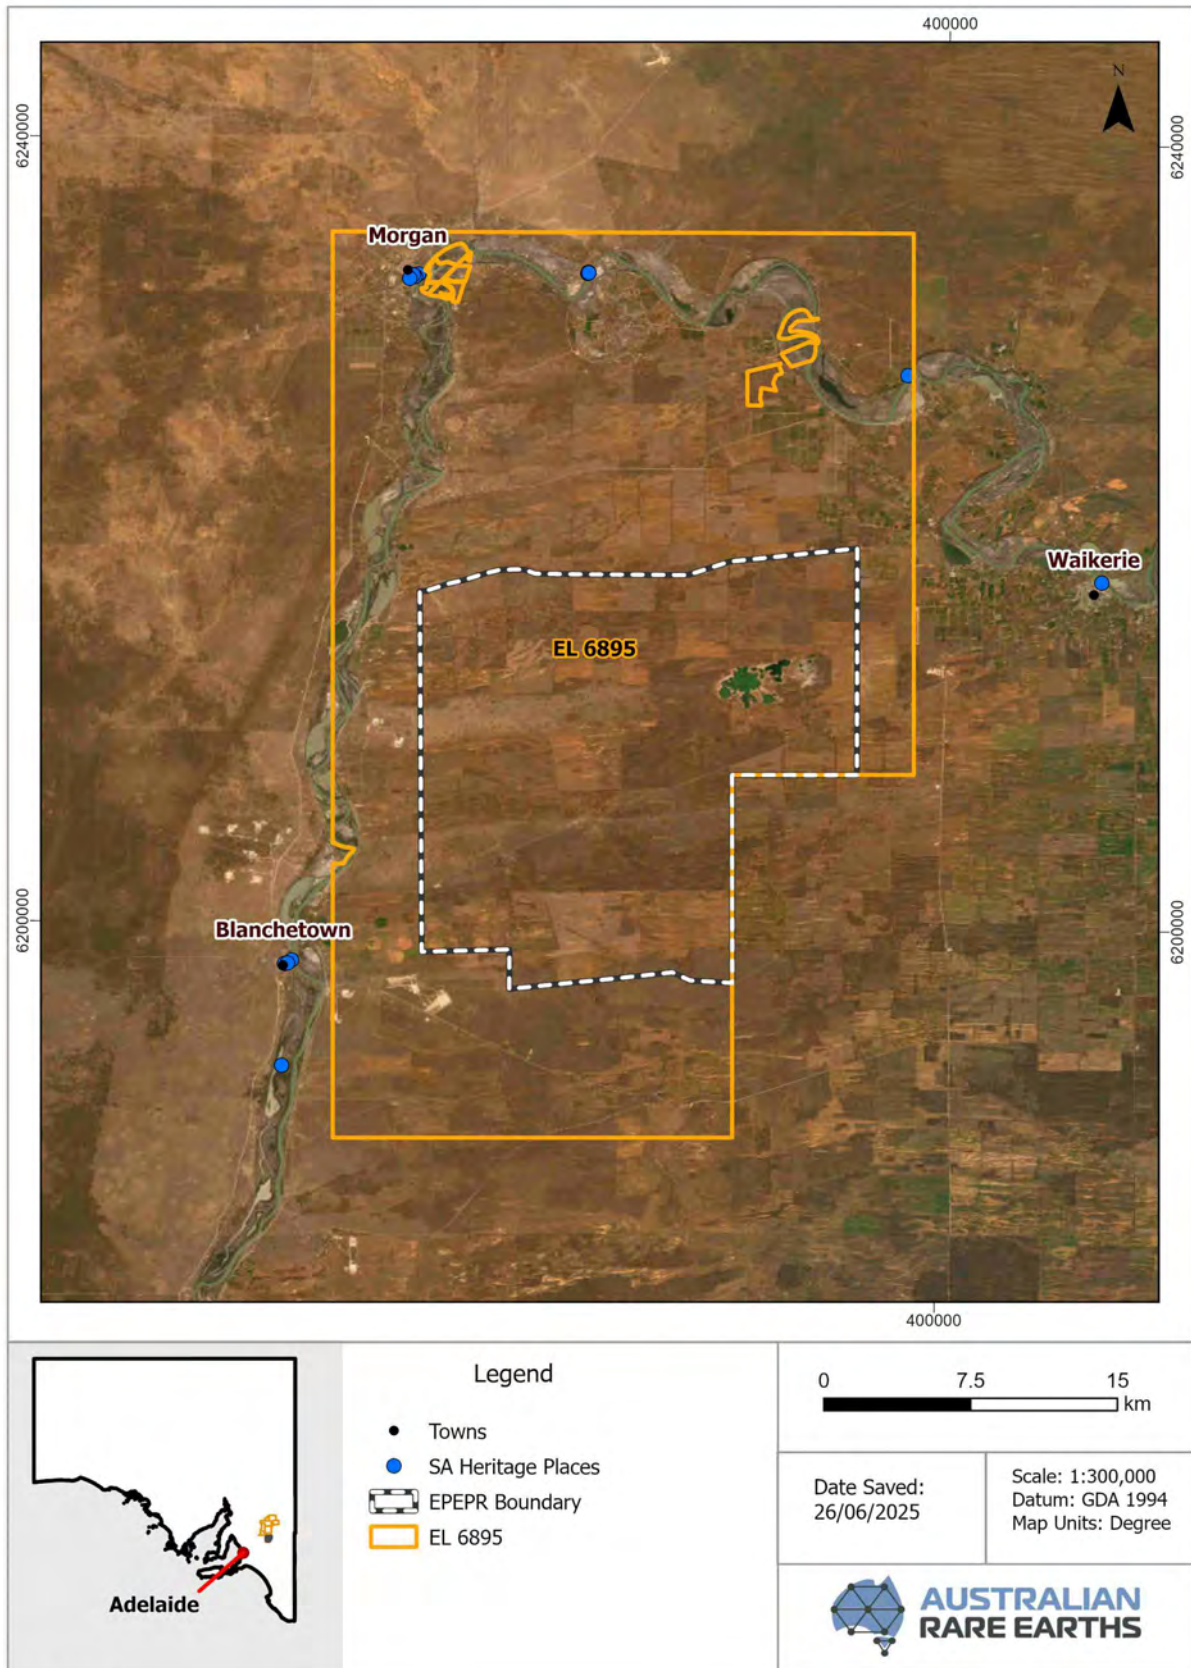 400000
N
6240000
6240000
Morgan
Waikerie
EL 6895
6200000
6200000
Blanchetown
400000
Legend
Towns
SA Heritage Places
EPEPR Boundary
EL 6895
Adelaide
0 7.5 15
km
Date Saved:
26/06/2025
Scale: 1:300,000
Datum: GDA 1994
Map Units: Degree
AUSTRALIAN
RARE EARTHS